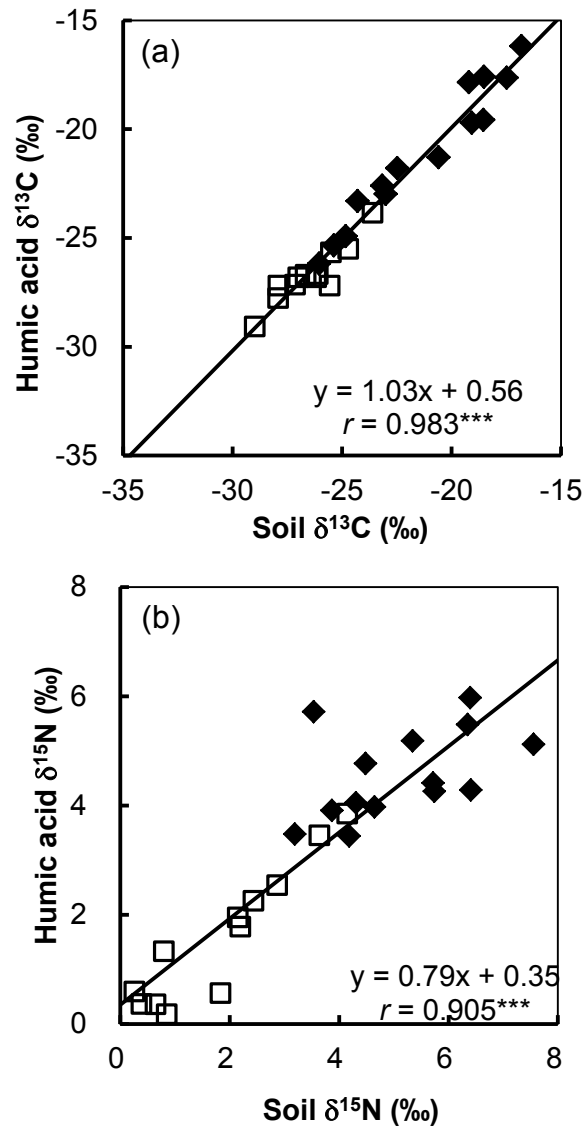 (a)
Humic acid δ¹³C (‰)
-15
-20
-25
-30
-35
y = 1.03x + 0.56
r = 0.983***
-35 -30 -25 -20 -15
Soil δ¹³C (‰)
(b)
Humic acid δ¹⁵N (‰)
8
6
4
2
0
y = 0.79x + 0.35
r = 0.905***
0 2 4 6 8
Soil δ¹⁵N (‰)